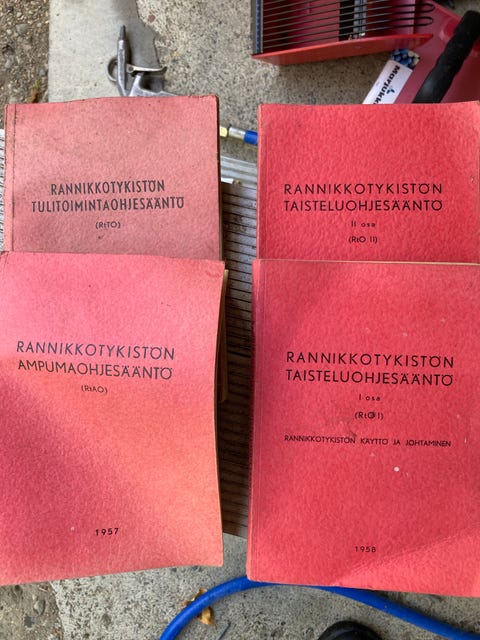 RANNIKKOTYKISTÖN
TULITOIMINTAOHJESÄÄNTÖ
(RtTO)
RANNIKKOTYKISTÖN
TAISTELUOHJESÄÄNTÖ
II osa
(RtO II)
RANNIKKOTYKISTÖN
AMPUMAOHJESÄÄNTÖ
(RtAO)
1957
RANNIKKOTYKISTÖN
TAISTELUOHJESÄÄNTÖ
I osa
(RtO I)
RANNIKKOTYKISTÖN KÄYTTÖ JA JOHTAMINEN
1958